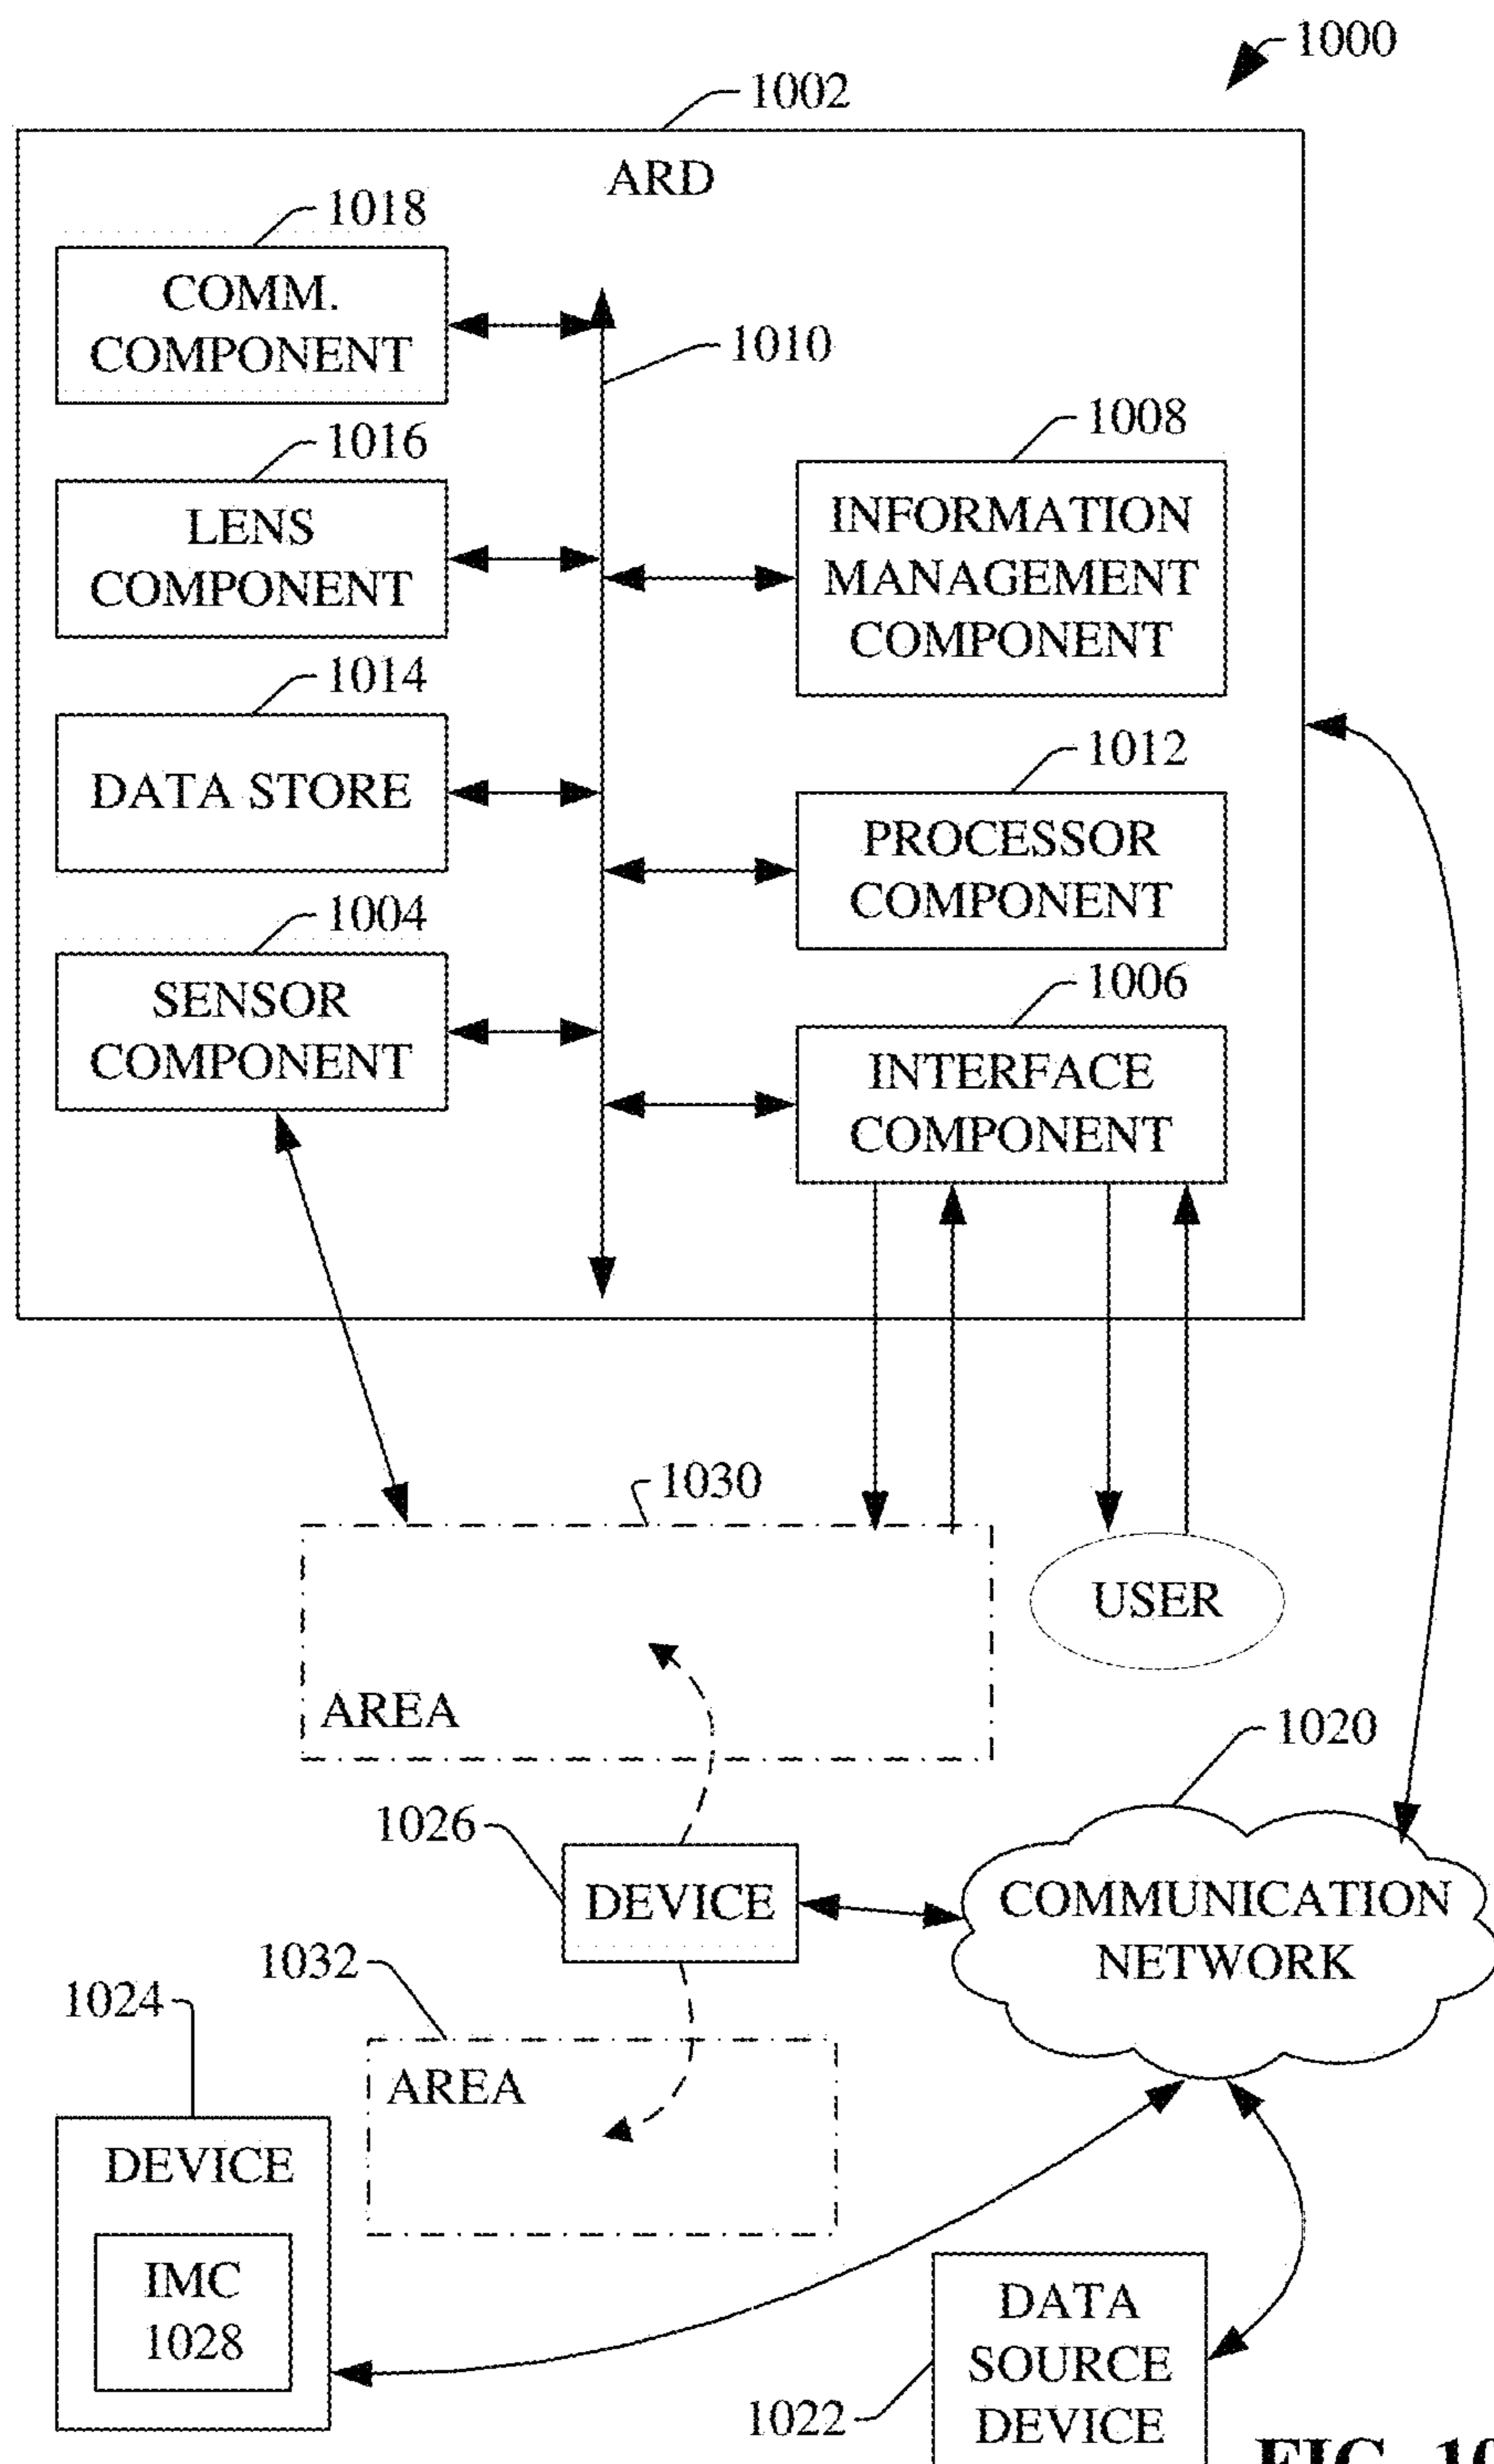 1000
1002
ARD
1018
COMM.
COMPONENT
1010
1016
LENS
COMPONENT
1008
INFORMATION
MANAGEMENT
COMPONENT
1014
DATA STORE
1012
PROCESSOR
COMPONENT
1004
SENSOR
COMPONENT
1006
INTERFACE
COMPONENT
1030
AREA
USER
1020
COMMUNICATION
NETWORK
1026
DEVICE
1032
AREA
1024
DEVICE
IMC
1028
DATA
SOURCE
DEVICE
1022
FIG. 10